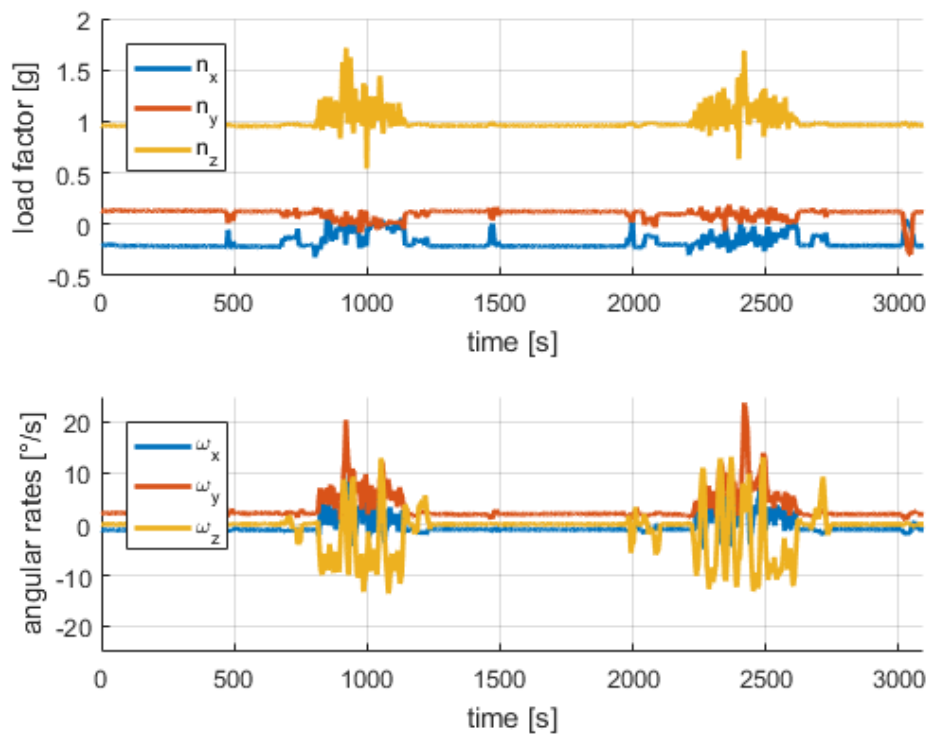 2
1.5
1
0.5
0
-0.5
load factor [g]
n_x
n_y
n_z
0 500 1000 1500 2000 2500 3000
time [s]
20
10
0
-10
-20
angular rates [°/s]
ω_x
ω_y
ω_z
0 500 1000 1500 2000 2500 3000
time [s]